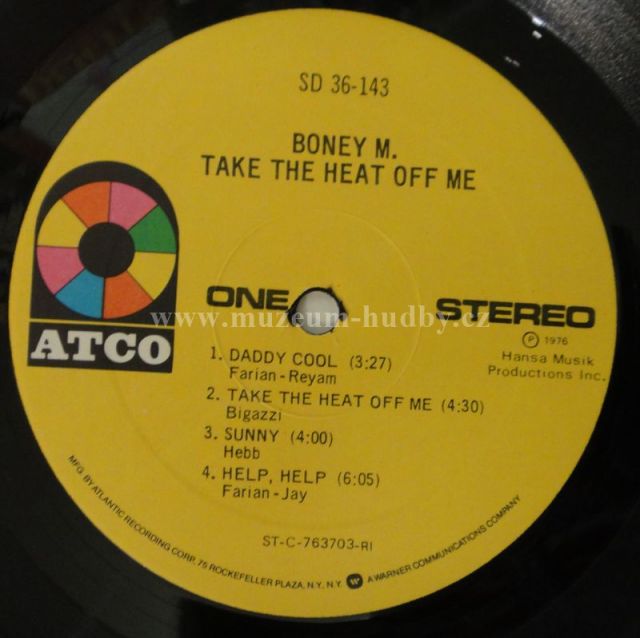 SD 36-143
BONEY M.
TAKE THE HEAT OFF ME
ATCO
ONE
STEREO
www.muzeum-hudby.cz
Ⓟ 1976
Hansa Musik
Productions Inc.
1. DADDY COOL (3:27)
Farian-Reyam
2. TAKE THE HEAT OFF ME (4:30)
Bigazzi
3. SUNNY (4:00)
Hebb
4. HELP, HELP (6:05)
Farian-Jay
ST-C-763703-RI
MFG. BY ATLANTIC RECORDING CORP. 75 ROCKEFELLER PLAZA, N.Y. N.Y. W A WARNER COMMUNICATIONS COMPANY